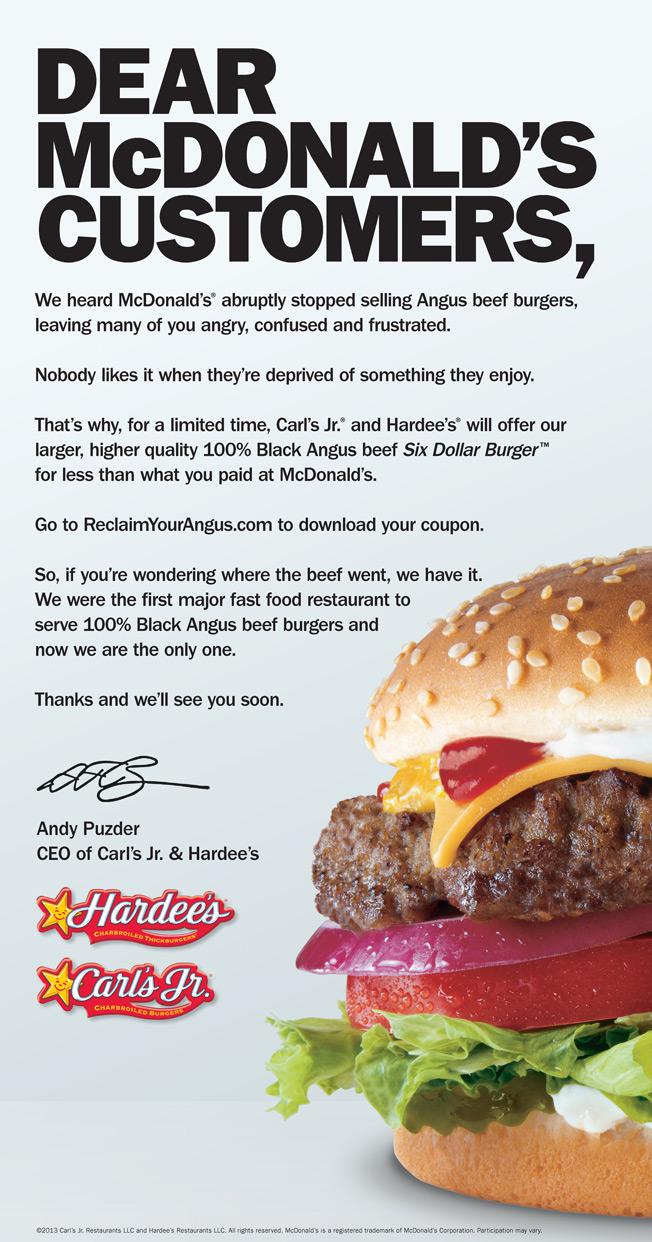 DEAR
McDONALD'S
CUSTOMERS,
We heard McDonald's® abruptly stopped selling Angus beef burgers,
leaving many of you angry, confused and frustrated.
Nobody likes it when they're deprived of something they enjoy.
That's why, for a limited time, Carl's Jr.® and Hardee's® will offer our
larger, higher quality 100% Black Angus beef Six Dollar Burger™
for less than what you paid at McDonald's.
Go to ReclaimYourAngus.com to download your coupon.
So, if you're wondering where the beef went, we have it.
We were the first major fast food restaurant to
serve 100% Black Angus beef burgers and
now we are the only one.
Thanks and we'll see you soon.
Andy Puzder
CEO of Carl's Jr. & Hardee's
Hardee's
CHARBROILED THICKBURGERS
Carl's Jr.
CHARBROILED BURGERS
©2013 Carl's Jr. Restaurants LLC and Hardee's Restaurants LLC. All rights reserved. McDonald's is a registered trademark of McDonald's Corporation. Participation may vary.